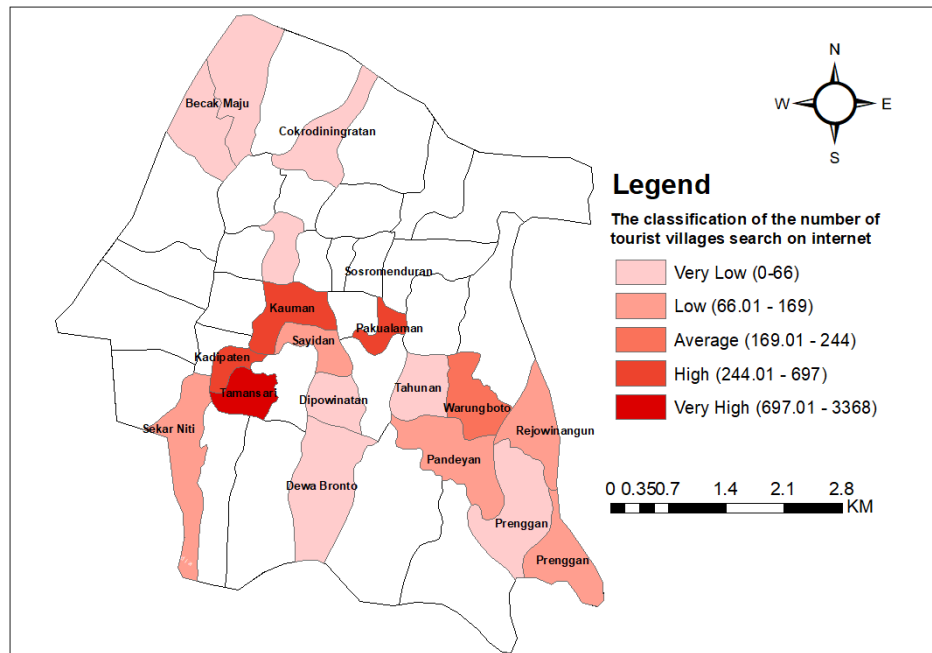 N
W E
S
Becak Maju
Cokrodiningratan
Sosromenduran
Kauman
Pakualaman
Sayidan
Kadipaten
Tamansari
Dipowinatan
Tahunan
Warungboto
Sekar Niti
Rejowinangun
Pandeyan
Dewa Bronto
Prenggan
Prenggan
Legend
The classification of the number of
tourist villages search on internet
Very Low (0-66)
Low (66.01 - 169)
Average (169.01 - 244)
High (244.01 - 697)
Very High (697.01 - 3368)
0 0.350.7 1.4 2.1 2.8
KM